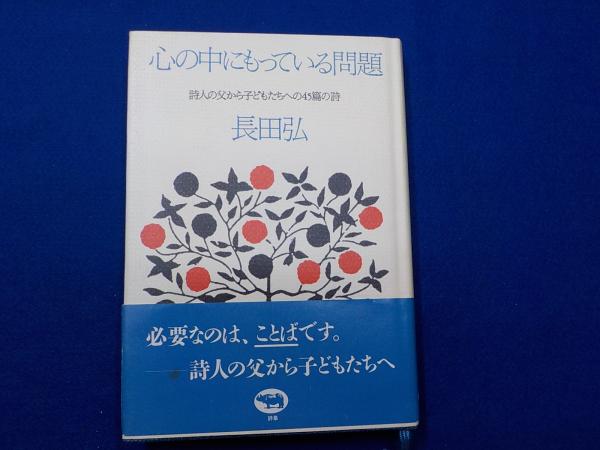 心の中にもっている問題
詩人の父から子どもたちへの45篇の詩
長田弘
必要なのは、ことばです。
——詩人の父から子どもたちへ
詩集